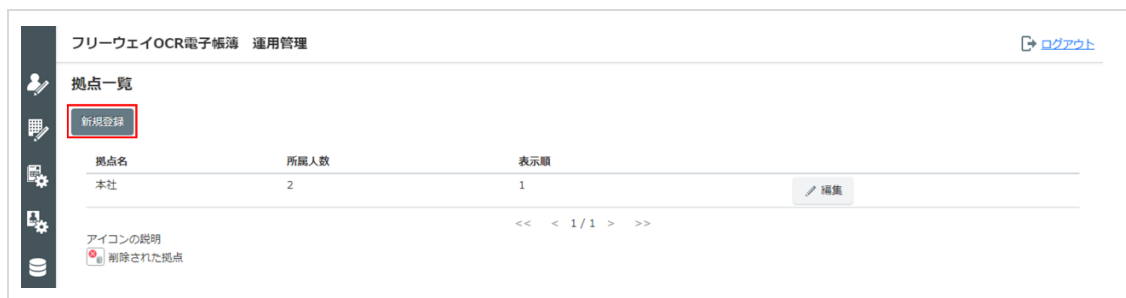 フリーウェイOCR電子帳簿　運用管理 ログアウト
拠点一覧
新規登録
拠点名 所属人数 表示順
本社 2 1 編集
<< < 1 / 1 > >>
アイコンの説明
削除された拠点